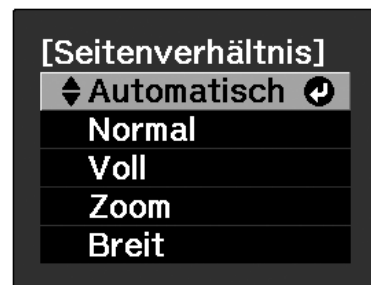 [Seitenverhältnis]
Automatisch
Normal
Voll
Zoom
Breit